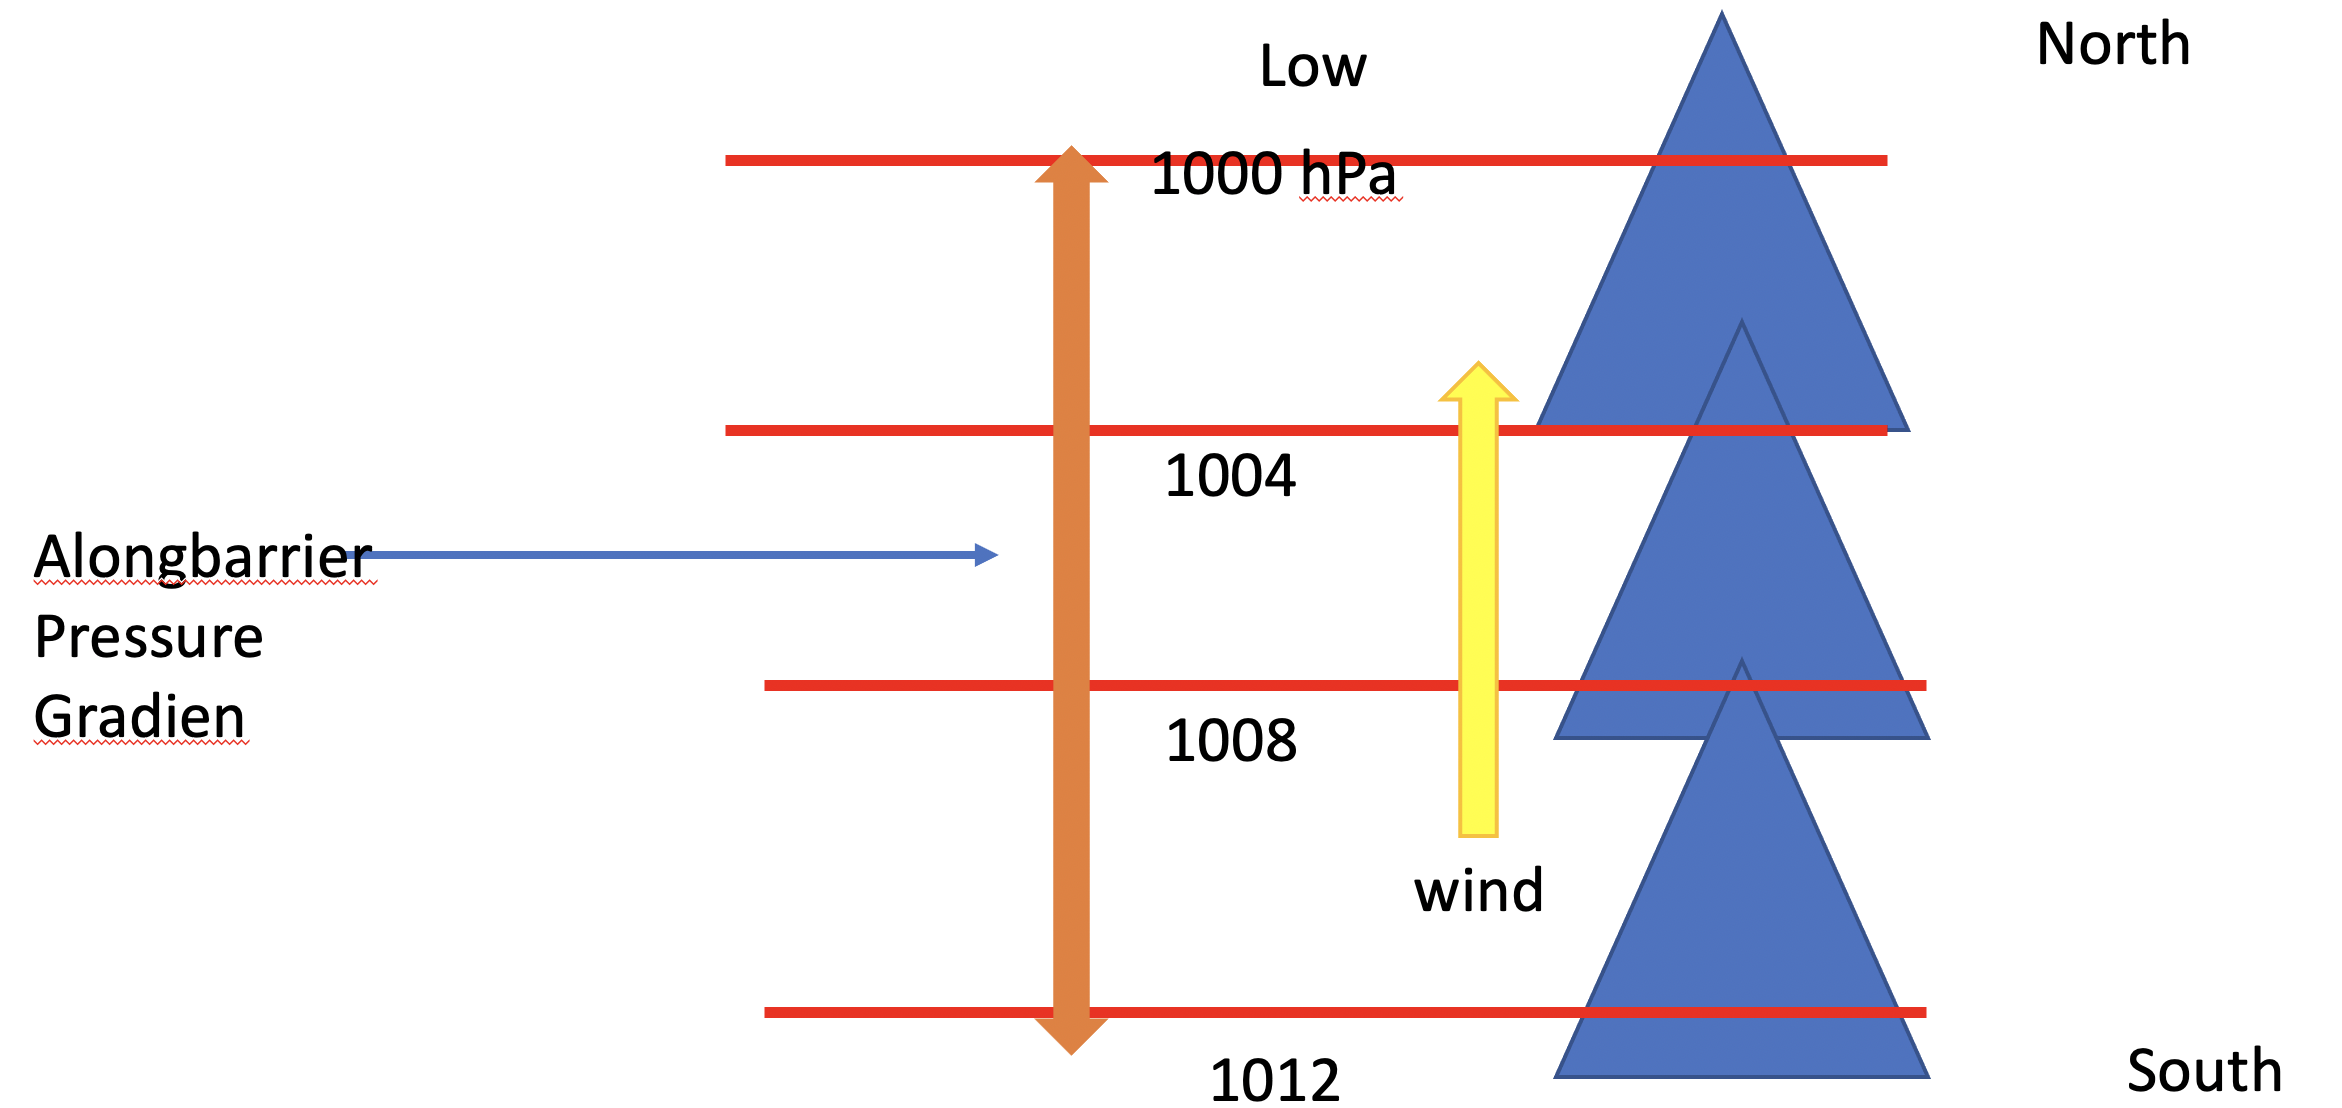 North
Low
1000 hPa
1004
Alongbarrier
Pressure
Gradien
1008
wind
1012
South